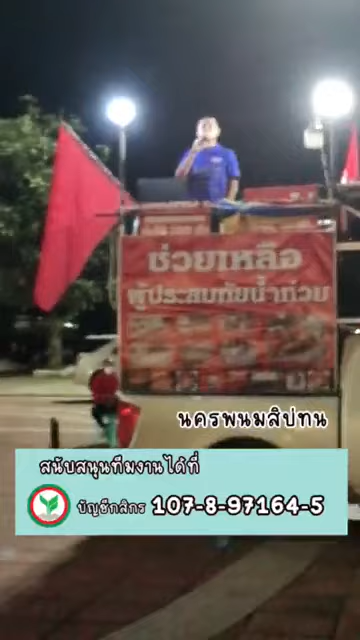 ช่วยเหลือ
ผู้ประสบภัยน้ำท่วม
นครพนมสิปทน
สนับสนุนทีมงานได้ที่
บัญชีกสิกร 107-8-97164-5